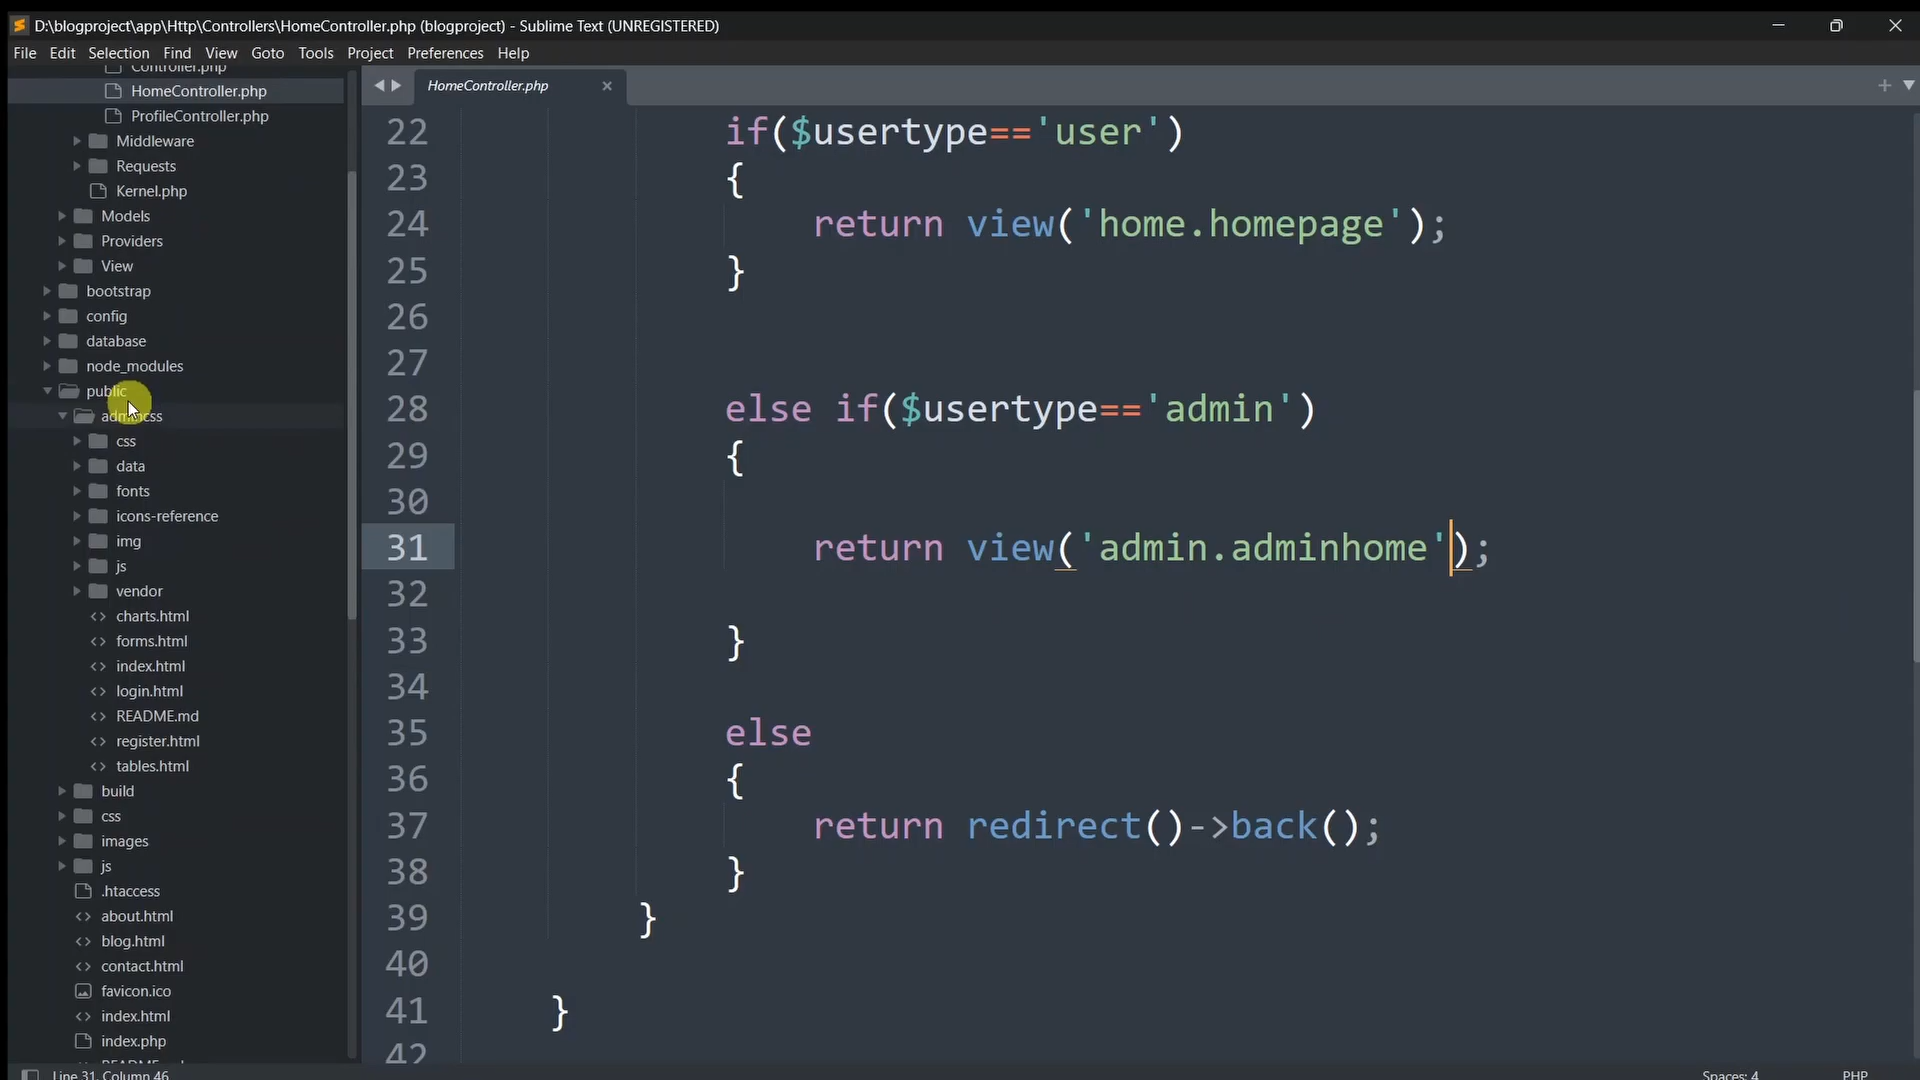 D:\blogproject\app\Http\Controllers\HomeController.php (blogproject) - Sublime Text (UNREGISTERED)
File Edit Selection Find View Goto Tools Project Preferences Help
Controller.php
HomeController.php
ProfileController.php
Middleware
Requests
Kernel.php
Models
Providers
View
bootstrap
config
database
node_modules
public
admincss
css
data
fonts
icons-reference
img
js
vendor
charts.html
forms.html
index.html
login.html
README.md
register.html
tables.html
build
css
images
js
.htaccess
about.html
blog.html
contact.html
favicon.ico
index.html
index.php
HomeController.php
22 if($usertype=='user')
23 {
24 return view('home.homepage');
25 }
26
27
28 else if($usertype=='admin')
29 {
30
31 return view('admin.adminhome');
32
33 }
34
35 else
36 {
37 return redirect()->back();
38 }
39 }
40
41 }
42
Line 31, Column 46
Spaces: 4 PHP